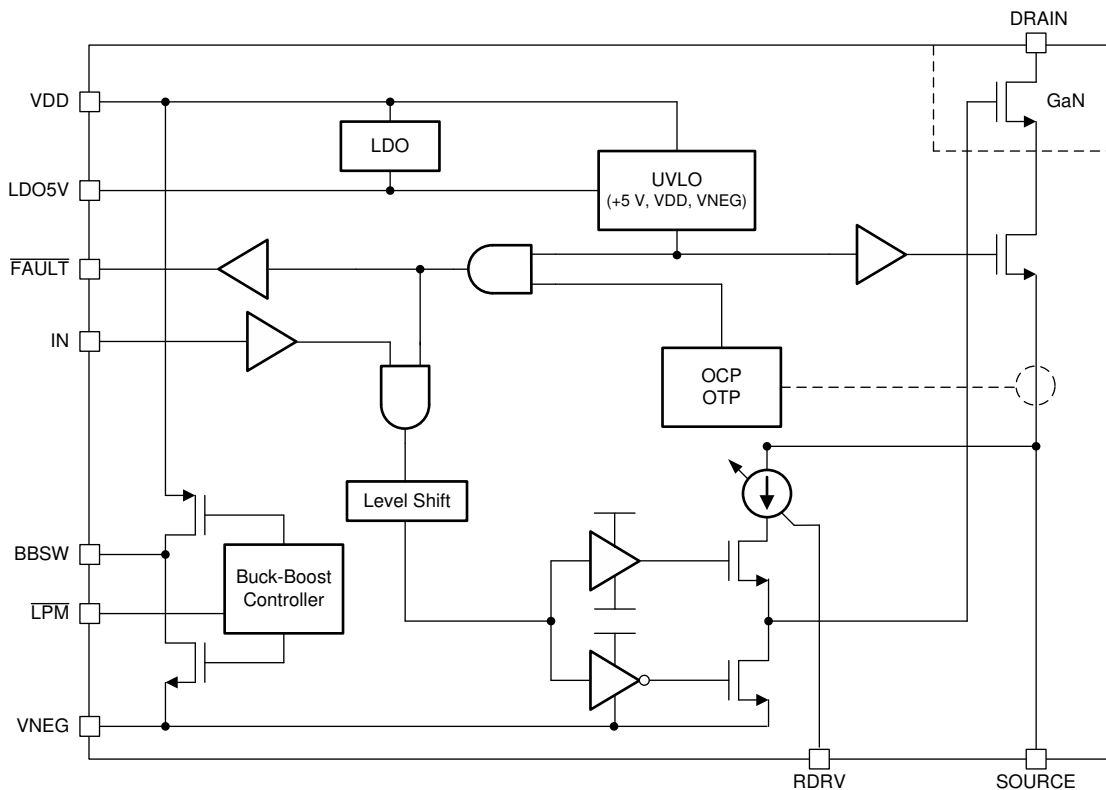 DRAIN
VDD
GaN
LDO
LDO5V
UVLO
(+5 V, VDD, VNEG)
FAULT
IN
OCP
OTP
Level Shift
BBSW
Buck-Boost
Controller
LPM
VNEG
RDRV
SOURCE